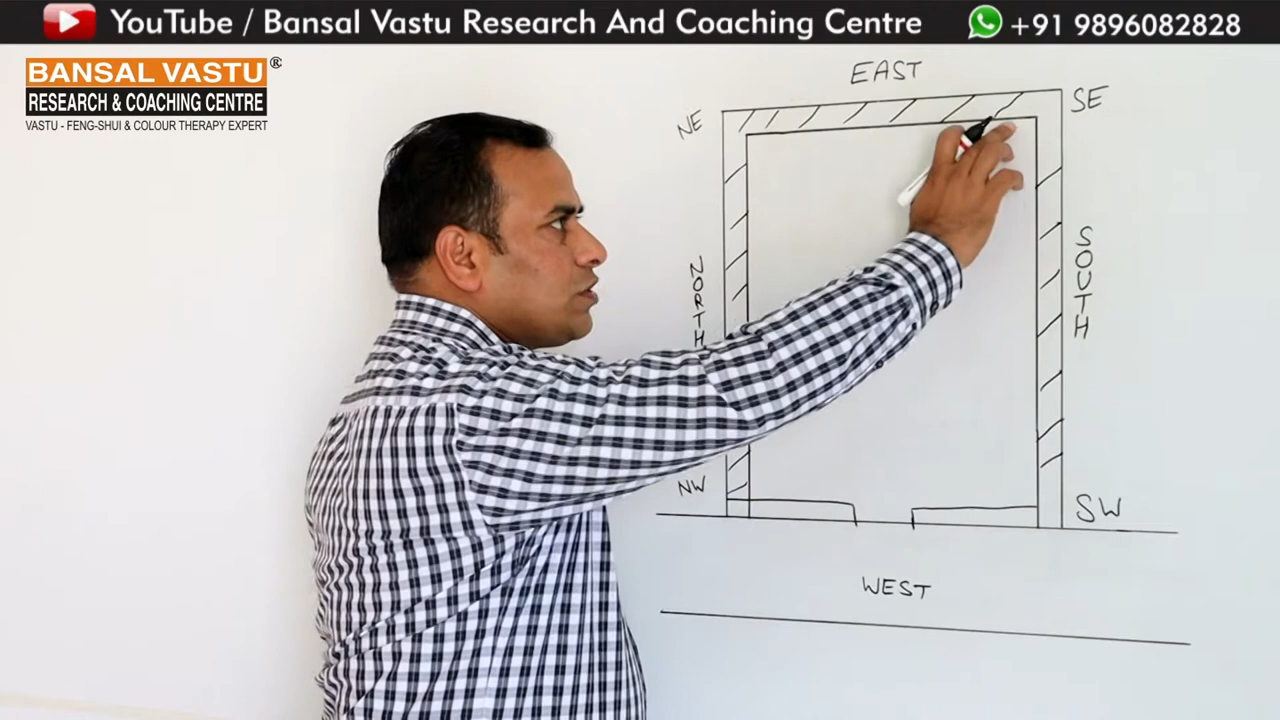 YouTube / Bansal Vastu Research And Coaching Centre
+91 9896082828
BANSAL VASTU®
RESEARCH & COACHING CENTRE
VASTU - FENG-SHUI & COLOUR THERAPY EXPERT
EAST
NE
SE
NORTH
SOUTH
NW
SW
WEST